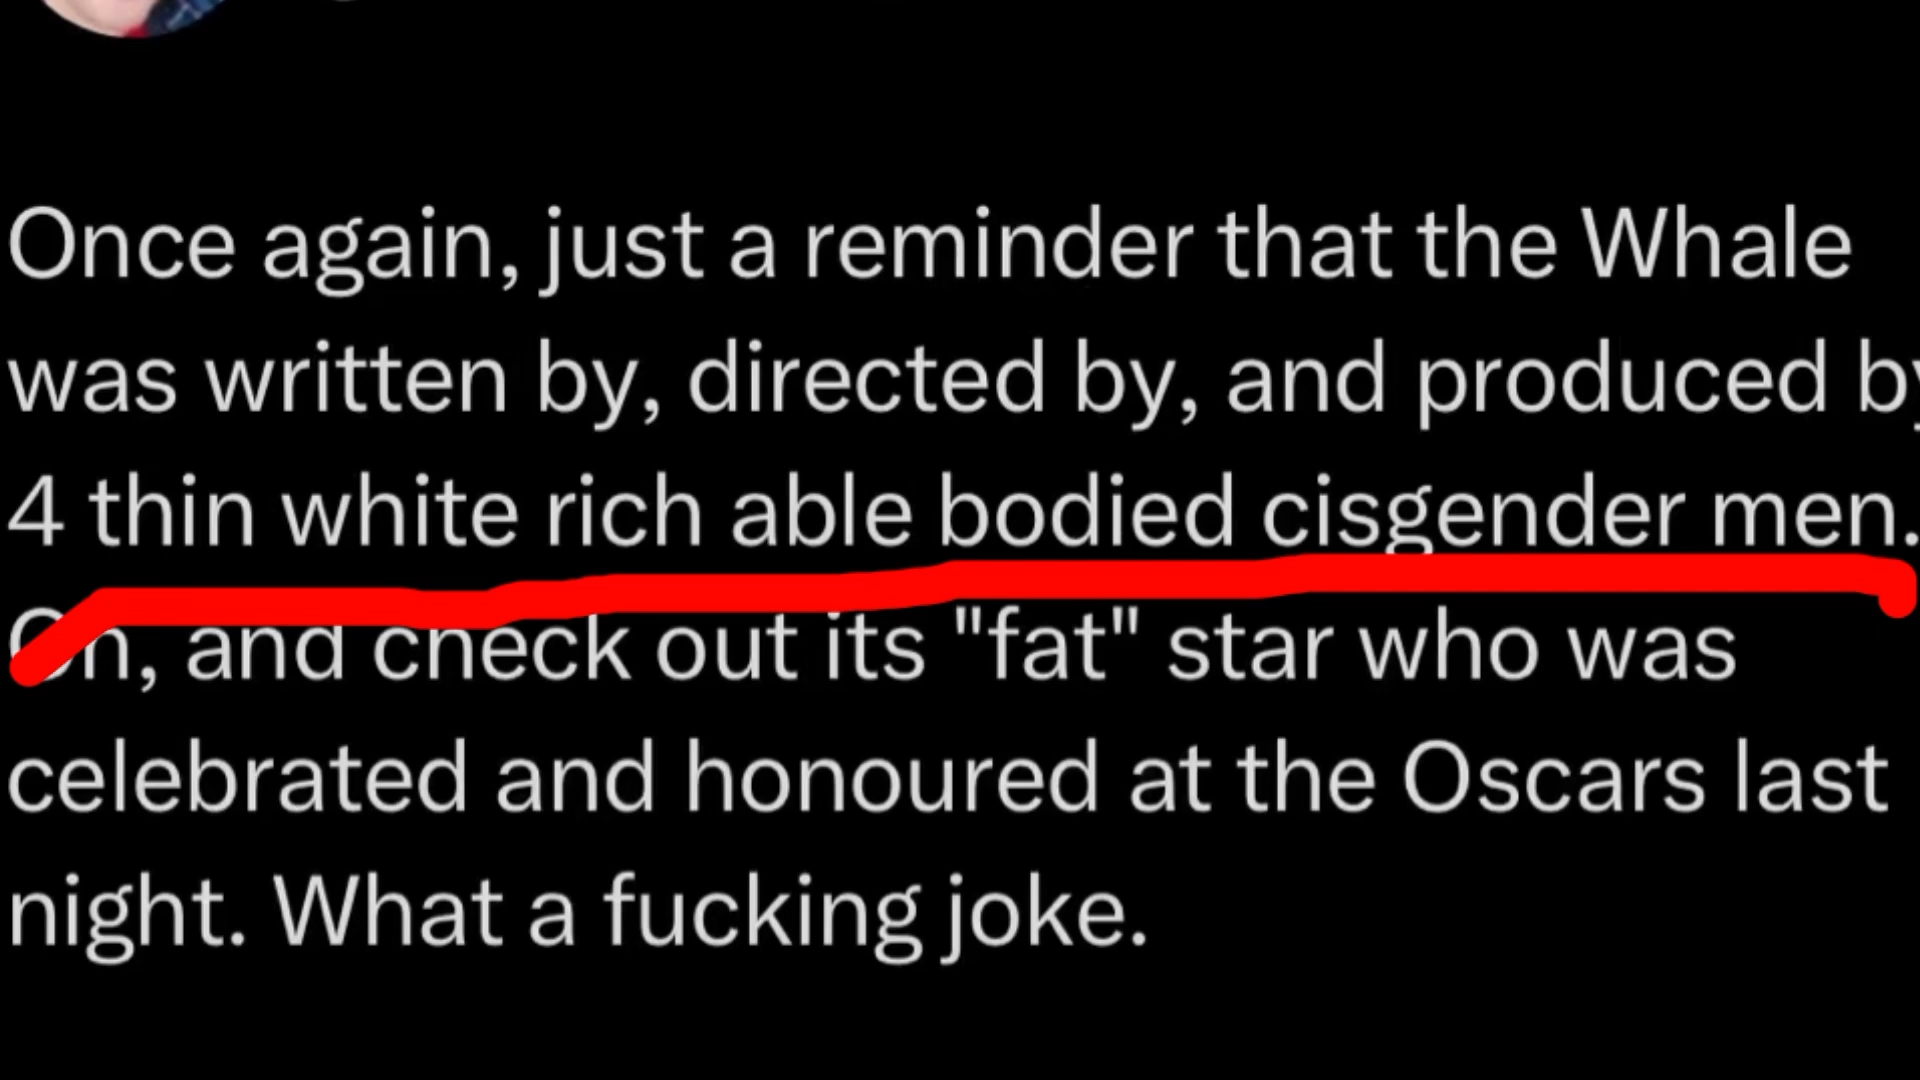 Once again, just a reminder that the Whale
was written by, directed by, and produced by
4 thin white rich able bodied cisgender men.
Oh, and check out its "fat" star who was
celebrated and honoured at the Oscars last
night. What a fucking joke.